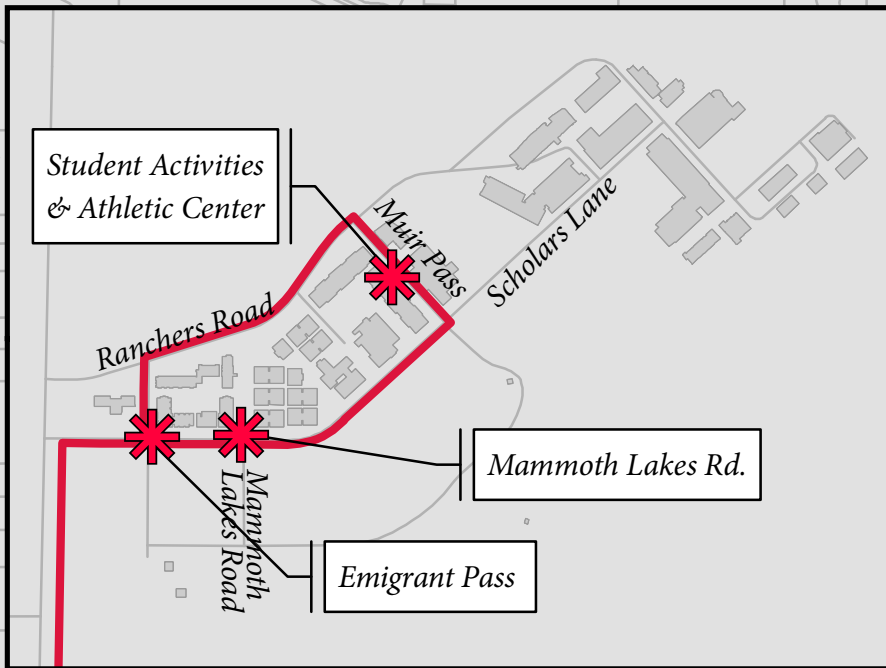 Student Activities
& Athletic Center
Muir Pass
Scholars Lane
Ranchers Road
Mammoth Lakes Rd.
Mammoth
Lakes Road
Emigrant Pass